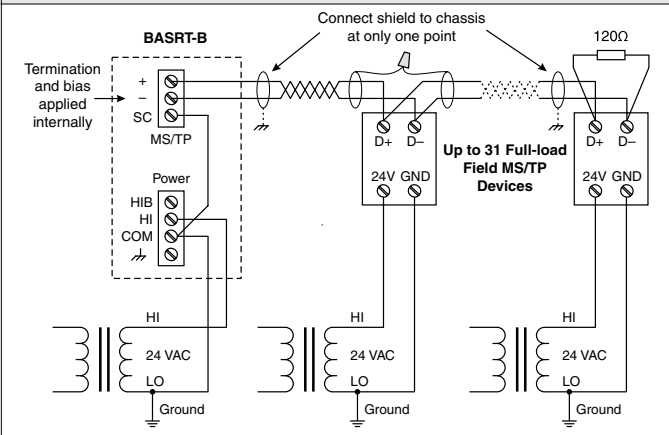 Connect shield to chassis
at only one point
120Ω
BASRT-B
Termination
and bias
applied
internally
+
–
SC
MS/TP
D+ D–
Up to 31 Full-load
Field MS/TP
Devices
D+ D–
24V GND
24V GND
Power
HIB
HI
COM
HI
24 VAC
LO
Ground
HI
24 VAC
LO
Ground
HI
24 VAC
LO
Ground